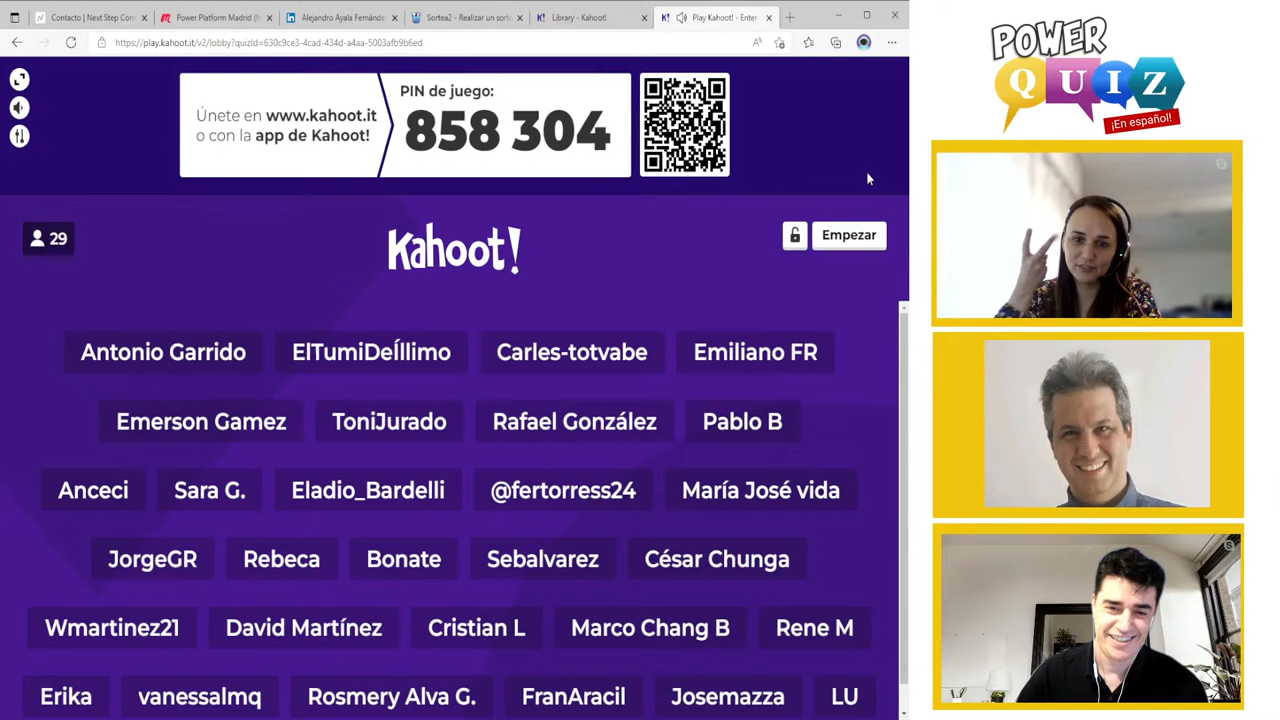 Contacto | Next Step Con
Power Platform Madrid (M
Alejandro Ayala Fernánde
Sortea2 - Realizar un sorte
Library - Kahoot!
Play Kahoot! - Enter
https://play.kahoot.it/v2/lobby?quizId=630c9ce3-4cad-434d-a4aa-5003afb9b6ed
POWER
QUIZ
¡En español!
Únete en www.kahoot.it
o con la app de Kahoot!
PIN de juego:
858 304
29
Kahoot!
Empezar
Antonio Garrido
ElTumiDeÍllimo
Carles-totvabe
Emiliano FR
Emerson Gamez
ToniJurado
Rafael González
Pablo B
Anceci
Sara G.
Eladio_Bardelli
@fertorress24
María José vida
JorgeGR
Rebeca
Bonate
Sebalvarez
César Chunga
Wmartinez21
David Martínez
Cristian L
Marco Chang B
Rene M
Erika
vanessalmq
Rosmery Alva G.
FranAracil
Josemazza
LU